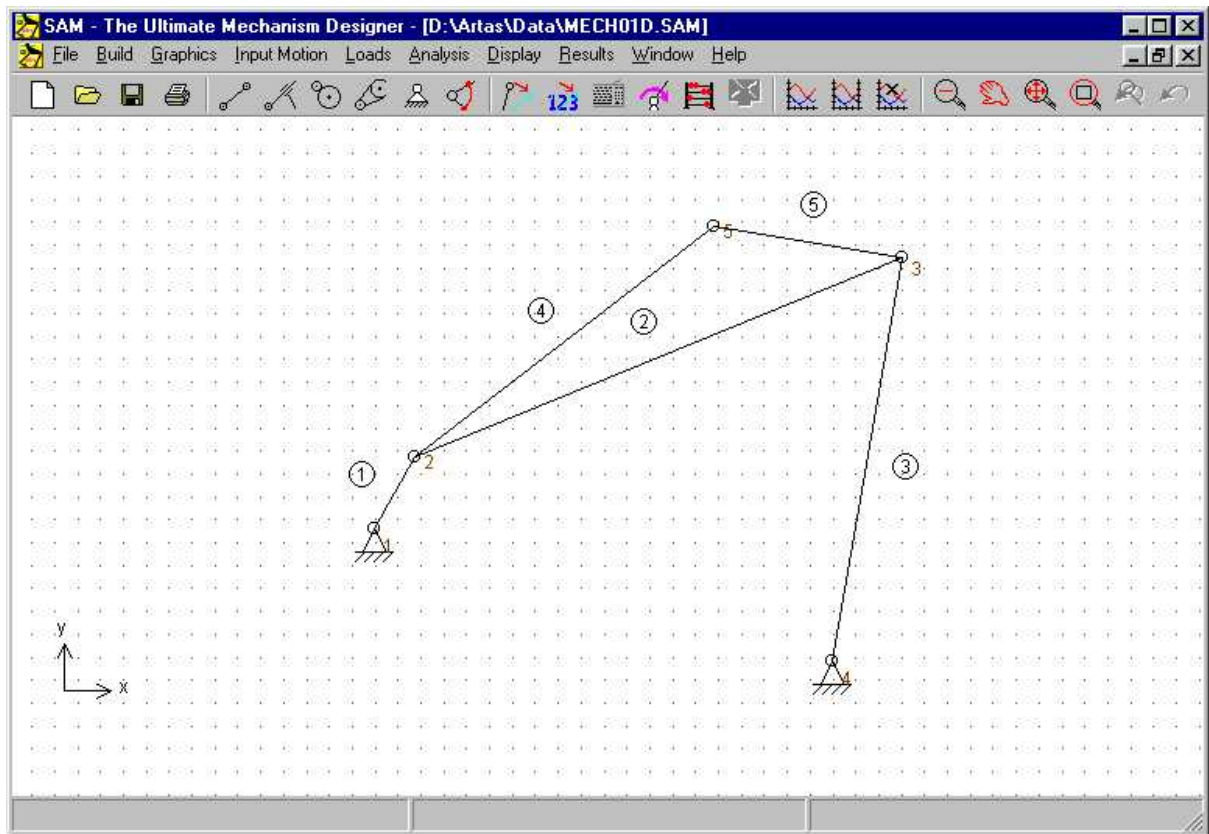 SAM - The Ultimate Mechanism Designer - [D:\Artas\Data\MECH01D.SAM]
File Build Graphics Input Motion Loads Analysis Display Results Window Help
123
5
5
3
4
2
2
1
3
1
y
4
x